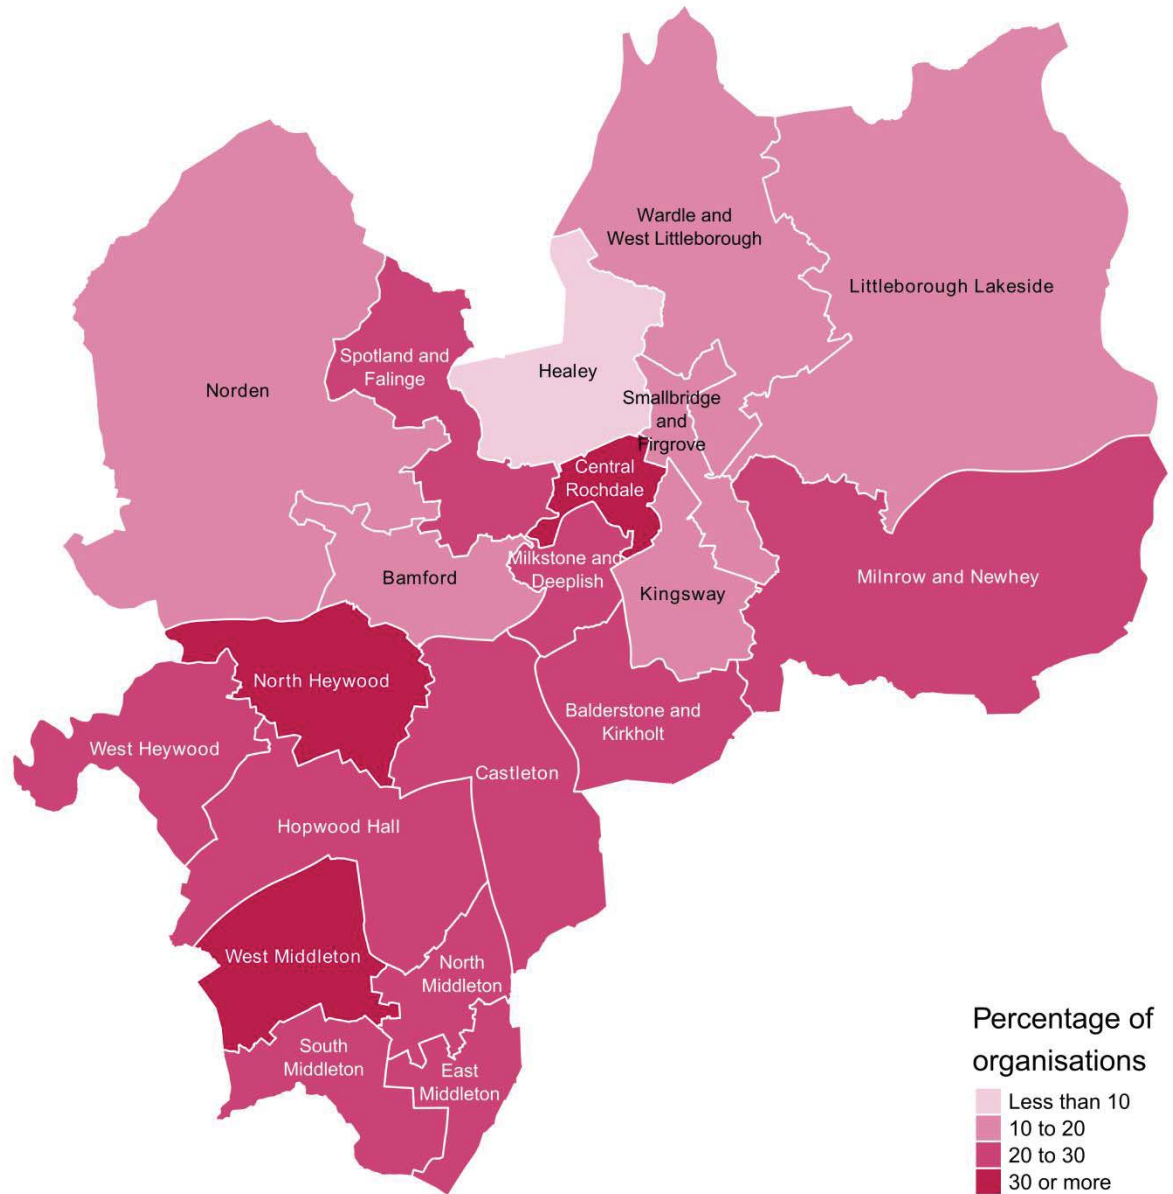 Wardle and
West Littleborough
Littleborough Lakeside
Spotland and
Falinge
Healey
Norden
Smallbridge
and
Firgrove
Central
Rochdale
Milkstone and
Deeplish
Bamford
Kingsway
Milnrow and Newhey
North Heywood
Balderstone and
Kirkholt
West Heywood
Castleton
Hopwood Hall
West Middleton
North
Middleton
South
Middleton
East
Middleton
Percentage of
organisations
Less than 10
10 to 20
20 to 30
30 or more